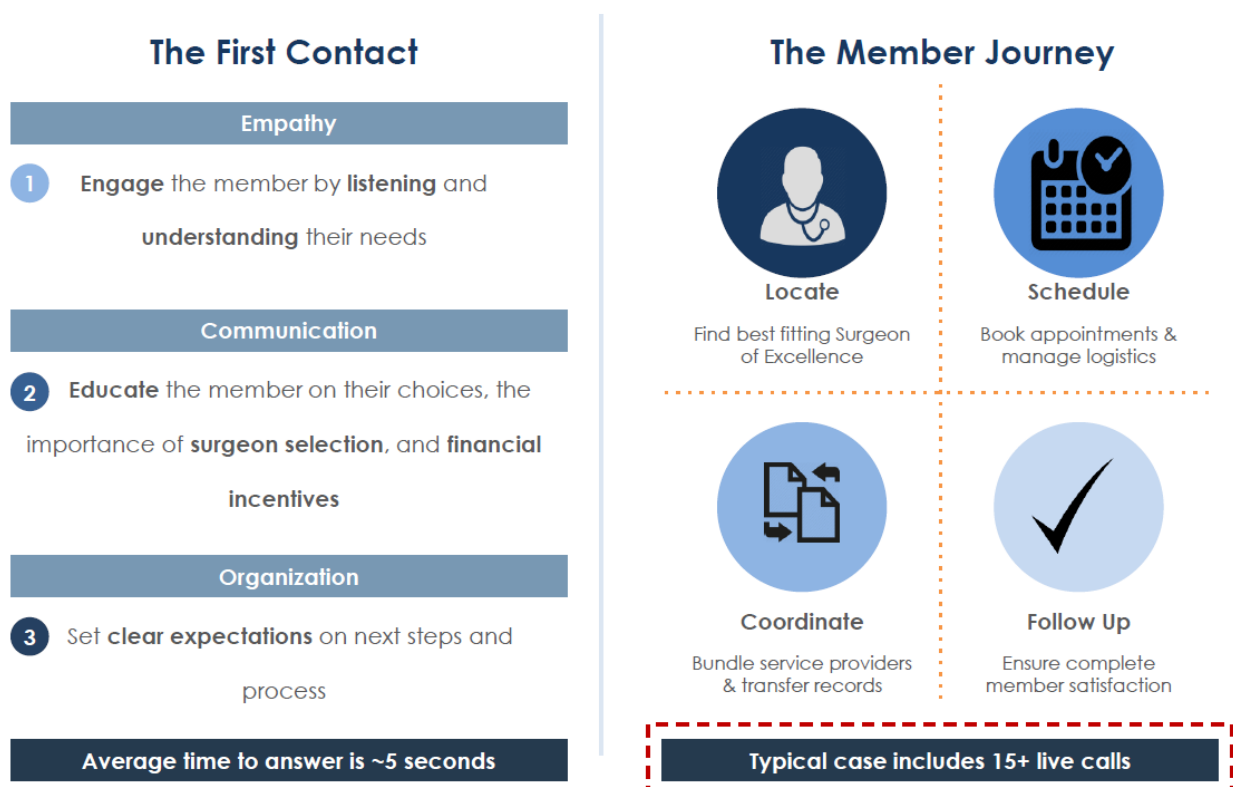 The First Contact
Empathy
1
Engage the member by listening and
understanding their needs
Communication
2
Educate the member on their choices, the
importance of surgeon selection, and financial
incentives
Organization
3
Set clear expectations on next steps and
process
Average time to answer is ~5 seconds
The Member Journey
Locate
Find best fitting Surgeon
of Excellence
Schedule
Book appointments &
manage logistics
Coordinate
Bundle service providers
& transfer records
Follow Up
Ensure complete
member satisfaction
Typical case includes 15+ live calls